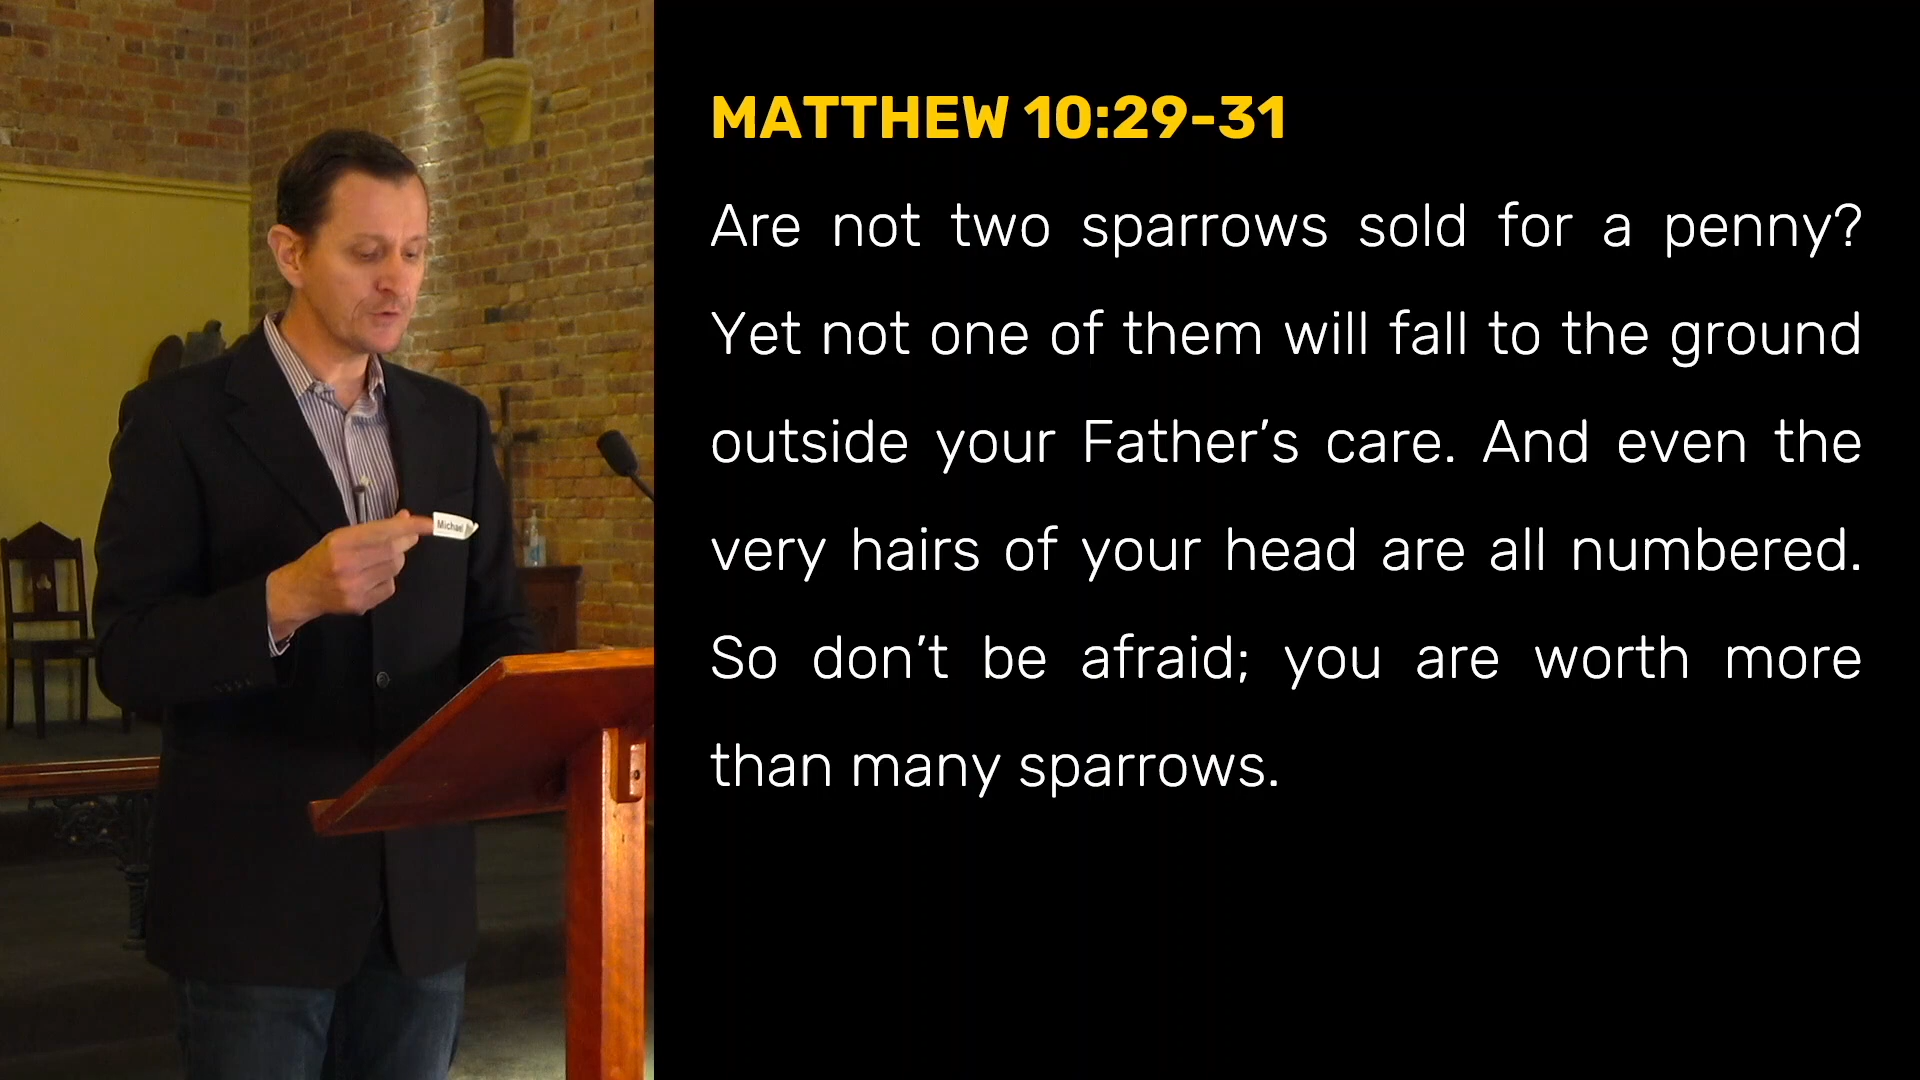 MATTHEW 10:29-31
Are not two sparrows sold for a penny?
Yet not one of them will fall to the ground
outside your Father’s care. And even the
very hairs of your head are all numbered.
So don’t be afraid; you are worth more
than many sparrows.
Michael